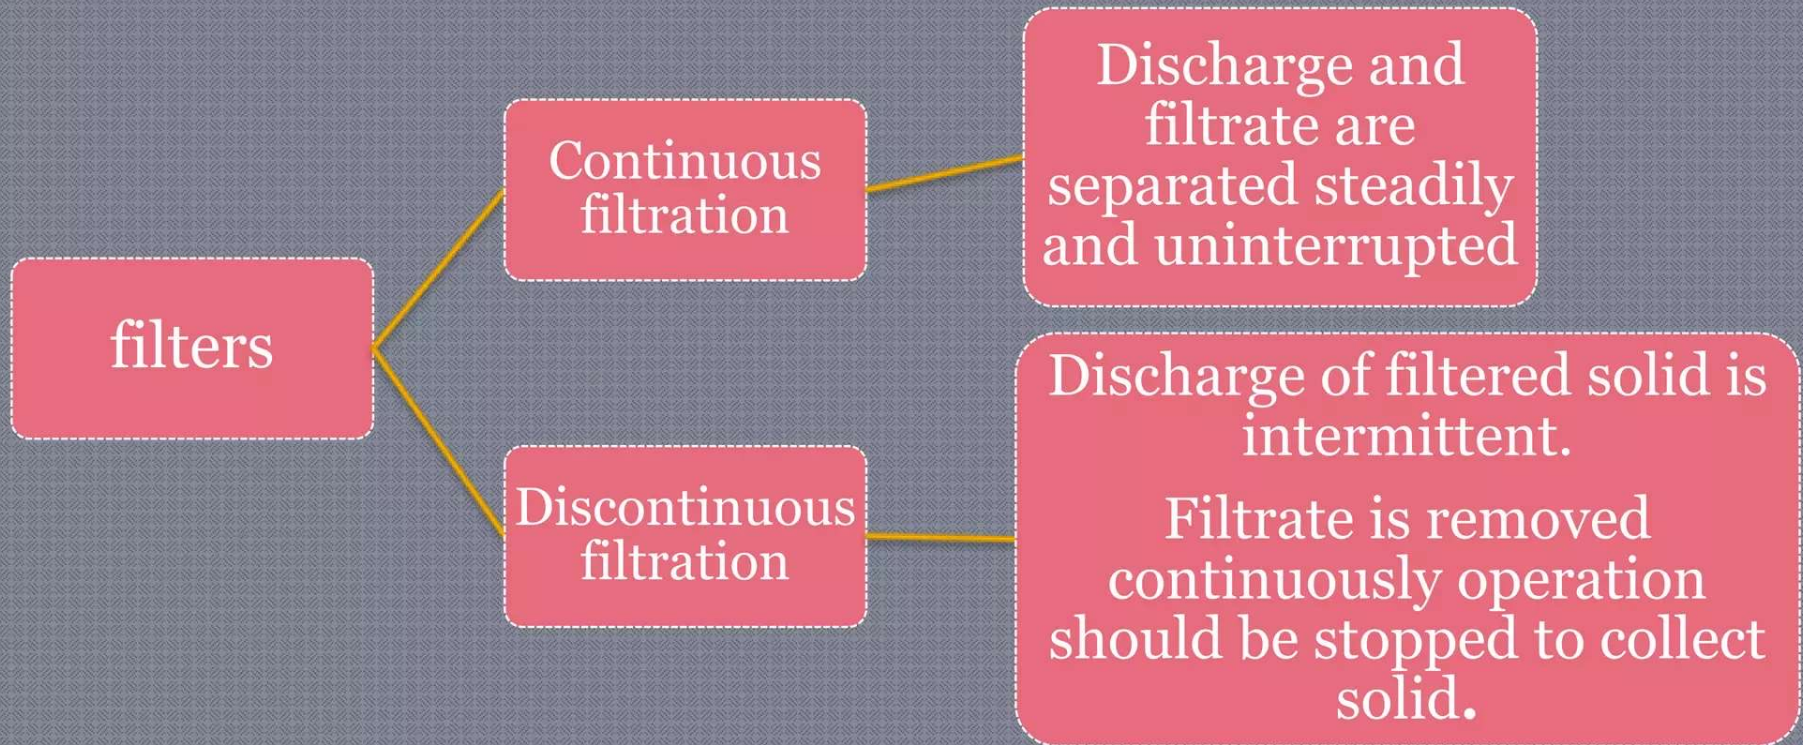 filters
Continuous
filtration
Discharge and
filtrate are
separated steadily
and uninterrupted
Discontinuous
filtration
Discharge of filtered solid is
intermittent.
Filtrate is removed
continuously operation
should be stopped to collect
solid.